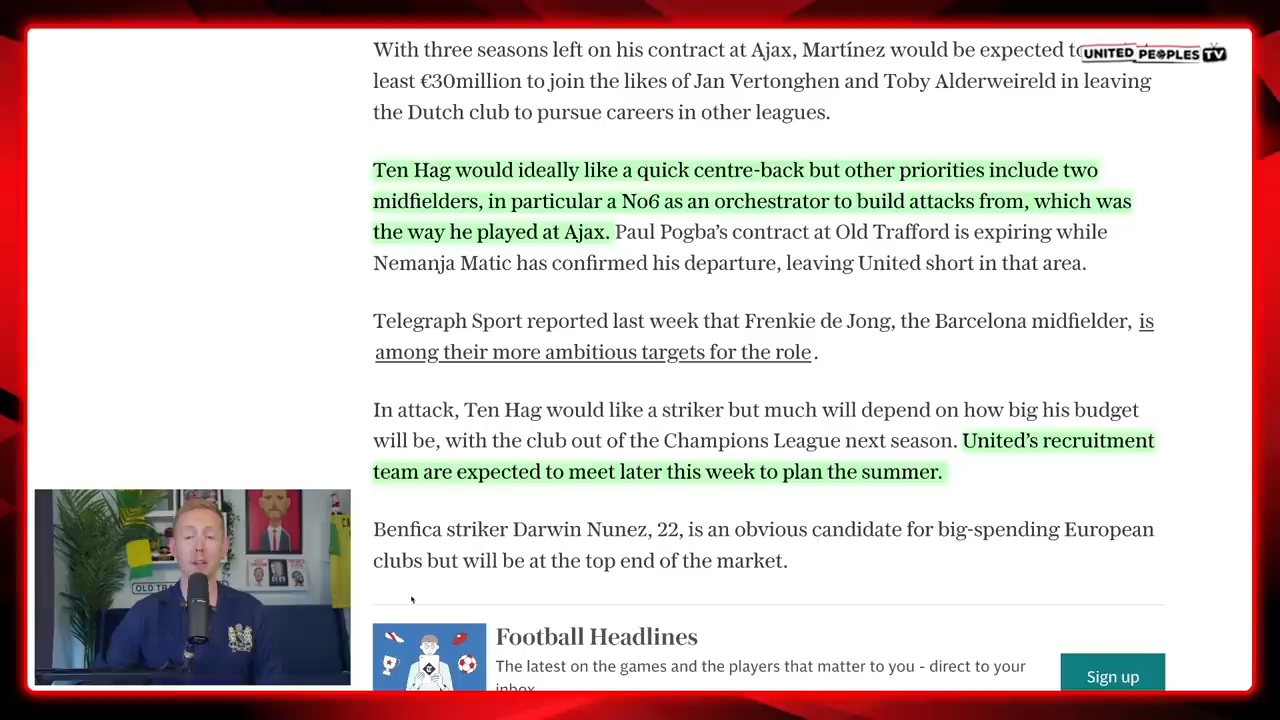 With three seasons left on his contract at Ajax, Martínez would be expected to
UNITED PEOPLES TV
least €30million to join the likes of Jan Vertonghen and Toby Alderweireld in leaving
the Dutch club to pursue careers in other leagues.
Ten Hag would ideally like a quick centre-back but other priorities include two
midfielders, in particular a No6 as an orchestrator to build attacks from, which was
the way he played at Ajax. Paul Pogba’s contract at Old Trafford is expiring while
Nemanja Matic has confirmed his departure, leaving United short in that area.
Telegraph Sport reported last week that Frenkie de Jong, the Barcelona midfielder, is
among their more ambitious targets for the role.
In attack, Ten Hag would like a striker but much will depend on how big his budget
will be, with the club out of the Champions League next season. United’s recruitment
team are expected to meet later this week to plan the summer.
Benfica striker Darwin Nunez, 22, is an obvious candidate for big-spending European
clubs but will be at the top end of the market.
OLD TRA
Football Headlines
The latest on the games and the players that matter to you - direct to your
inbox
Sign up